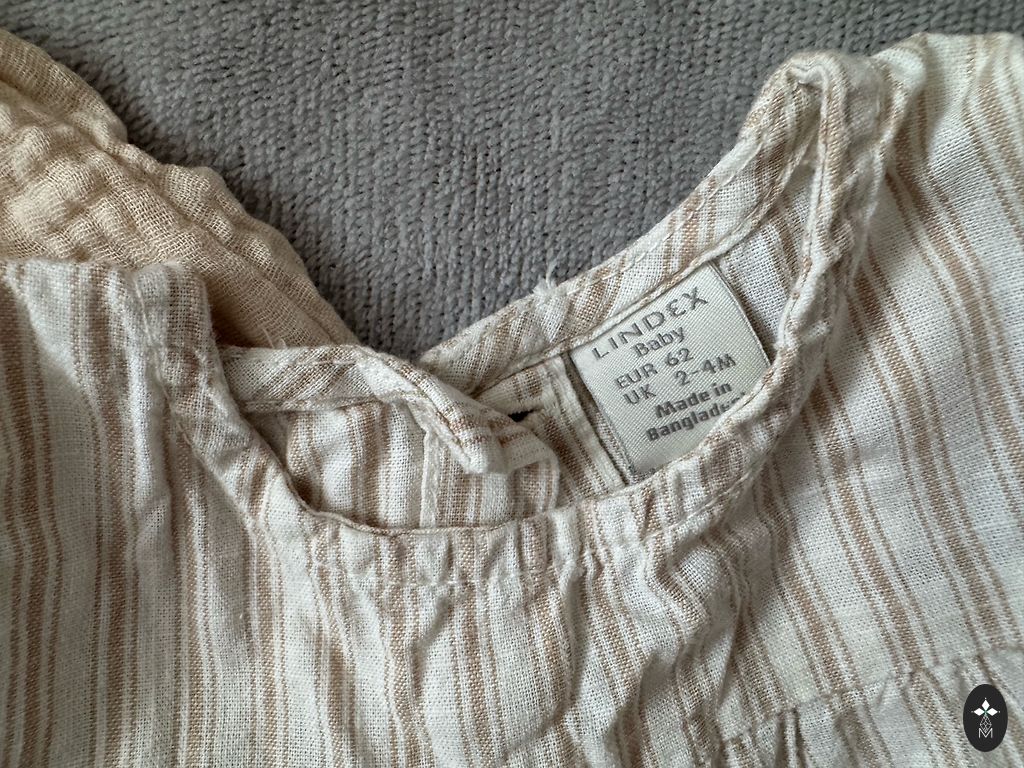 LINDEX
Baby
EUR 62
UK 2-4M
Made in